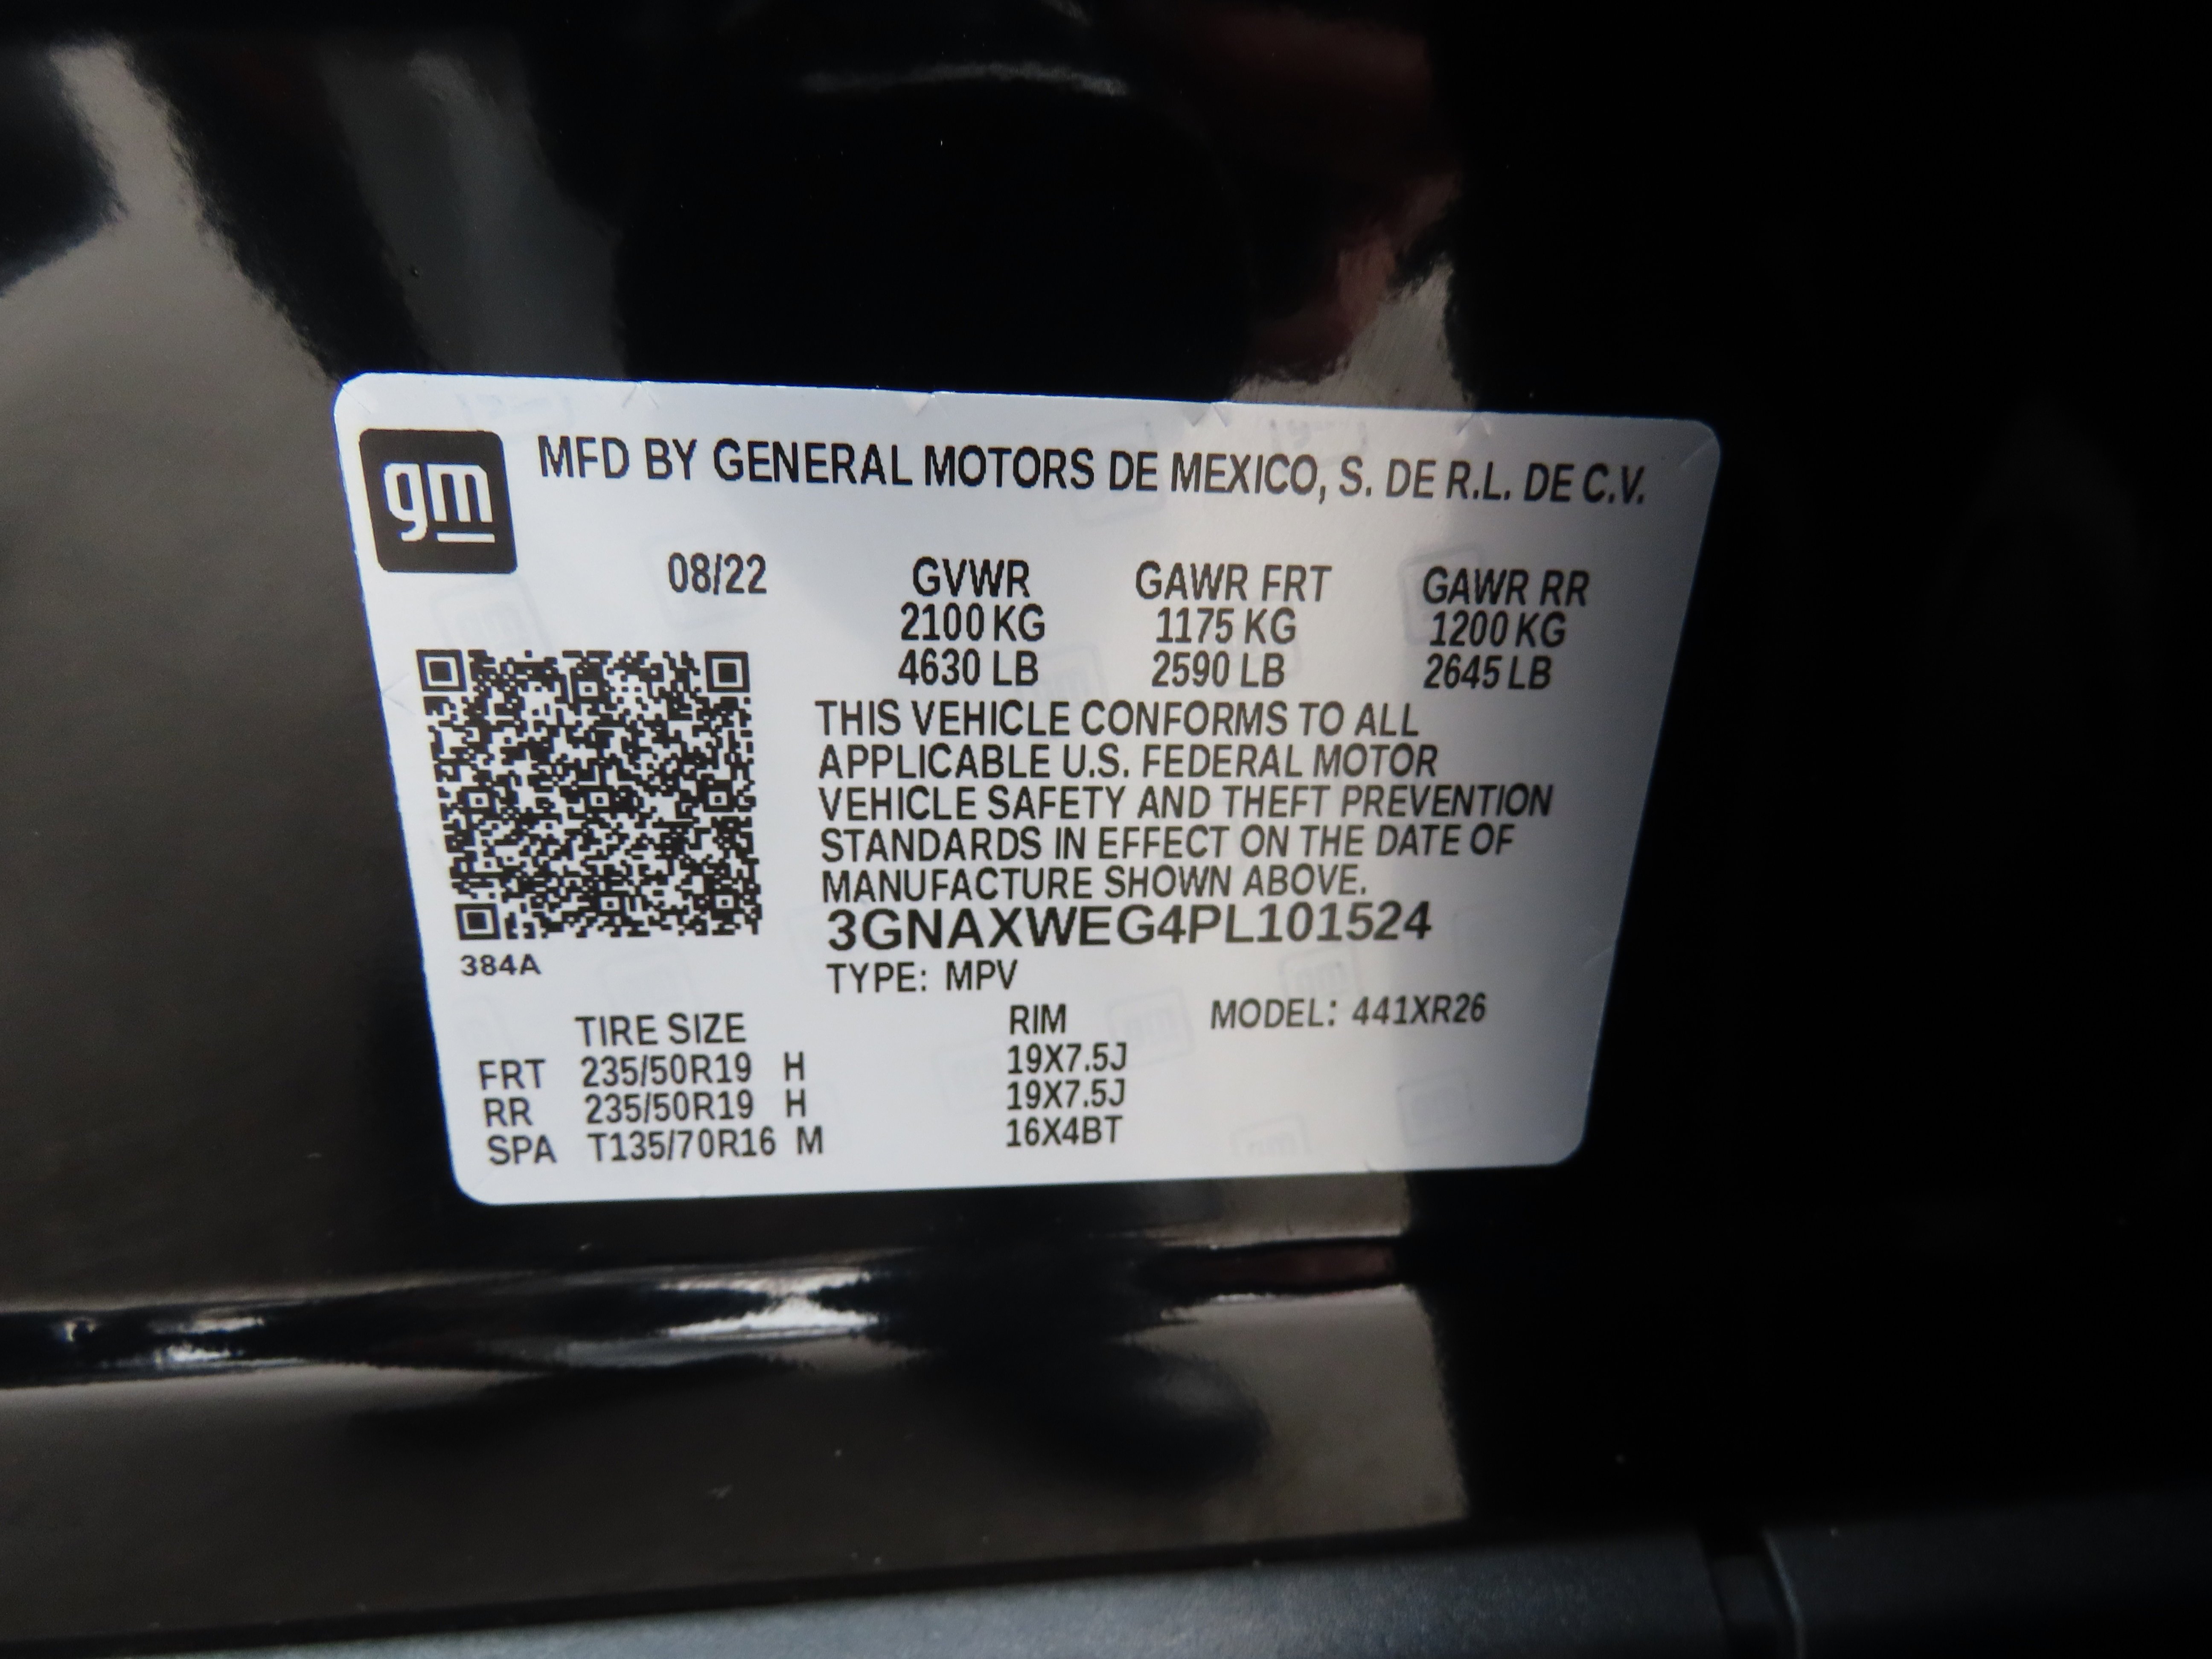 gm
MFD BY GENERAL MOTORS DE MEXICO, S. DE R.L. DE C.V.
08/22 GVWR GAWR FRT GAWR RR
2100 KG 1175 KG 1200 KG
4630 LB 2590 LB 2645 LB
THIS VEHICLE CONFORMS TO ALL
APPLICABLE U.S. FEDERAL MOTOR
VEHICLE SAFETY AND THEFT PREVENTION
STANDARDS IN EFFECT ON THE DATE OF
MANUFACTURE SHOWN ABOVE.
3GNAXWEG4PL101524
384A
TYPE: MPV
TIRE SIZE RIM MODEL: 441XR26
FRT 235/50R19 H 19X7.5J
RR 235/50R19 H 19X7.5J
SPA T135/70R16 M 16X4BT